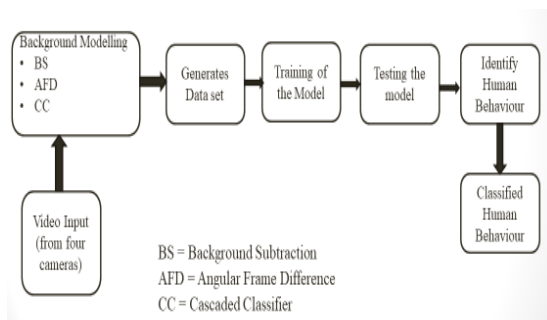 Background Modelling
• BS
• AFD
• CC
Generates
Data set
Training of
the Model
Testing the
model
Identify
Human
Behaviour
Classified
Human
Behaviour
Video Input
(from four
cameras)
BS = Background Subtraction
AFD = Angular Frame Difference
CC = Cascaded Classifier